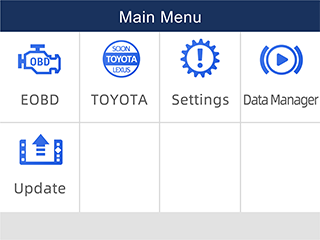 Main Menu
OBD
SCION
TOYOTA
LEXUS
EOBD
TOYOTA
Settings
Data Manager
Update